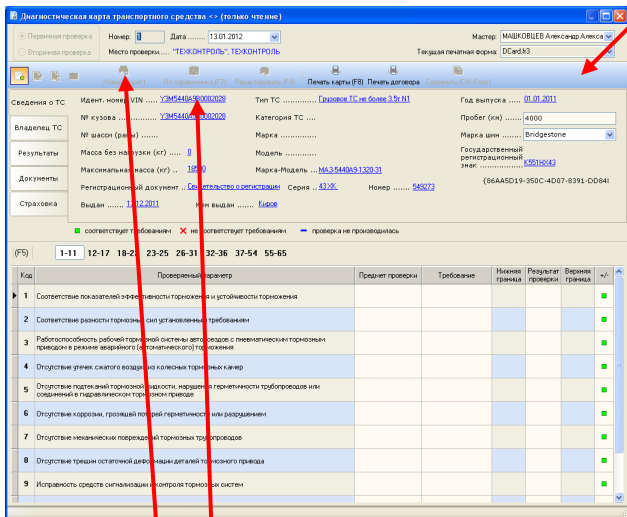 Диагностическая карта транспортного средства <> (только чтение)
Первичная проверка
Вторичная проверка
Номер: Дата ........ 13.01.2012
Мастер: МАШКОВЦЕВ Александр Алекса
Место проверки..... "ТЕХКОНТРОЛЬ", ТЕХКОНТРОЛЬ
Текущая печатная форма: DCard.fr3
Печать карты (F8) Печать договора
Сведения о ТС
Владелец ТС
Результаты
Документы
Страховка
Идент. номер VIN ..... Y3M5440A980002028
Тип ТС .............. Грузовое ТС не более 3.5т N1
Год выпуска ..... 01.01.2011
№ кузова ..............
Категория ТС ....
Пробег (км) ....... 4000
№ шасси (рамы) .......
Марка ..............
Марка шин ....... Bridgestone
Масса без нагрузки (кг) ..... 0
Модель ..............
Государственный
регистрационный
знак .................. К551НХ43
Максимальная масса (кг) ..
Марка-Модель ... МАЗ-5440А9-1320-31
{86AA5D19-350C-4D07-8391-DD84I
Регистрационный документ .. Свидетельство о регистрации Серия .. 43ХК Номер ....... 549273
Выдан ....... 12.2011 Кем выдан ...... Киров
соответствует требованиям не соответствует требованиям проверка не производилась
(F5) 1-11 12-17 18-22 23-25 26-31 32-36 37-54 55-65
Код Проверяемый параметр Предмет проверки Требование Нижняя граница Результат проверки Верхняя граница +/-
1 Соответствие показателей эффективности торможения и устойчивости торможения
2 Соответствие разности тормозных сил установленным требованиям
3 Работоспособность рабочей тормозной системы автопоездов с пневматическим тормозным
приводом в режиме аварийного (автоматического) торможения
4 Отсутствие утечек сжатого воздуха из колесных тормозных камер
5 Отсутствие подтеканий тормозной жидкости, нарушения герметичности трубопроводов или
соединений в гидравлическом тормозном приводе
6 Отсутствие коррозии, грозящей потерей герметичности или разрушением
7 Отсутствие механических повреждений тормозных трубопроводов
8 Отсутствие трещин остаточной деформации деталей тормозного привода
9 Исправность средств сигнализации и контроля тормозных систем